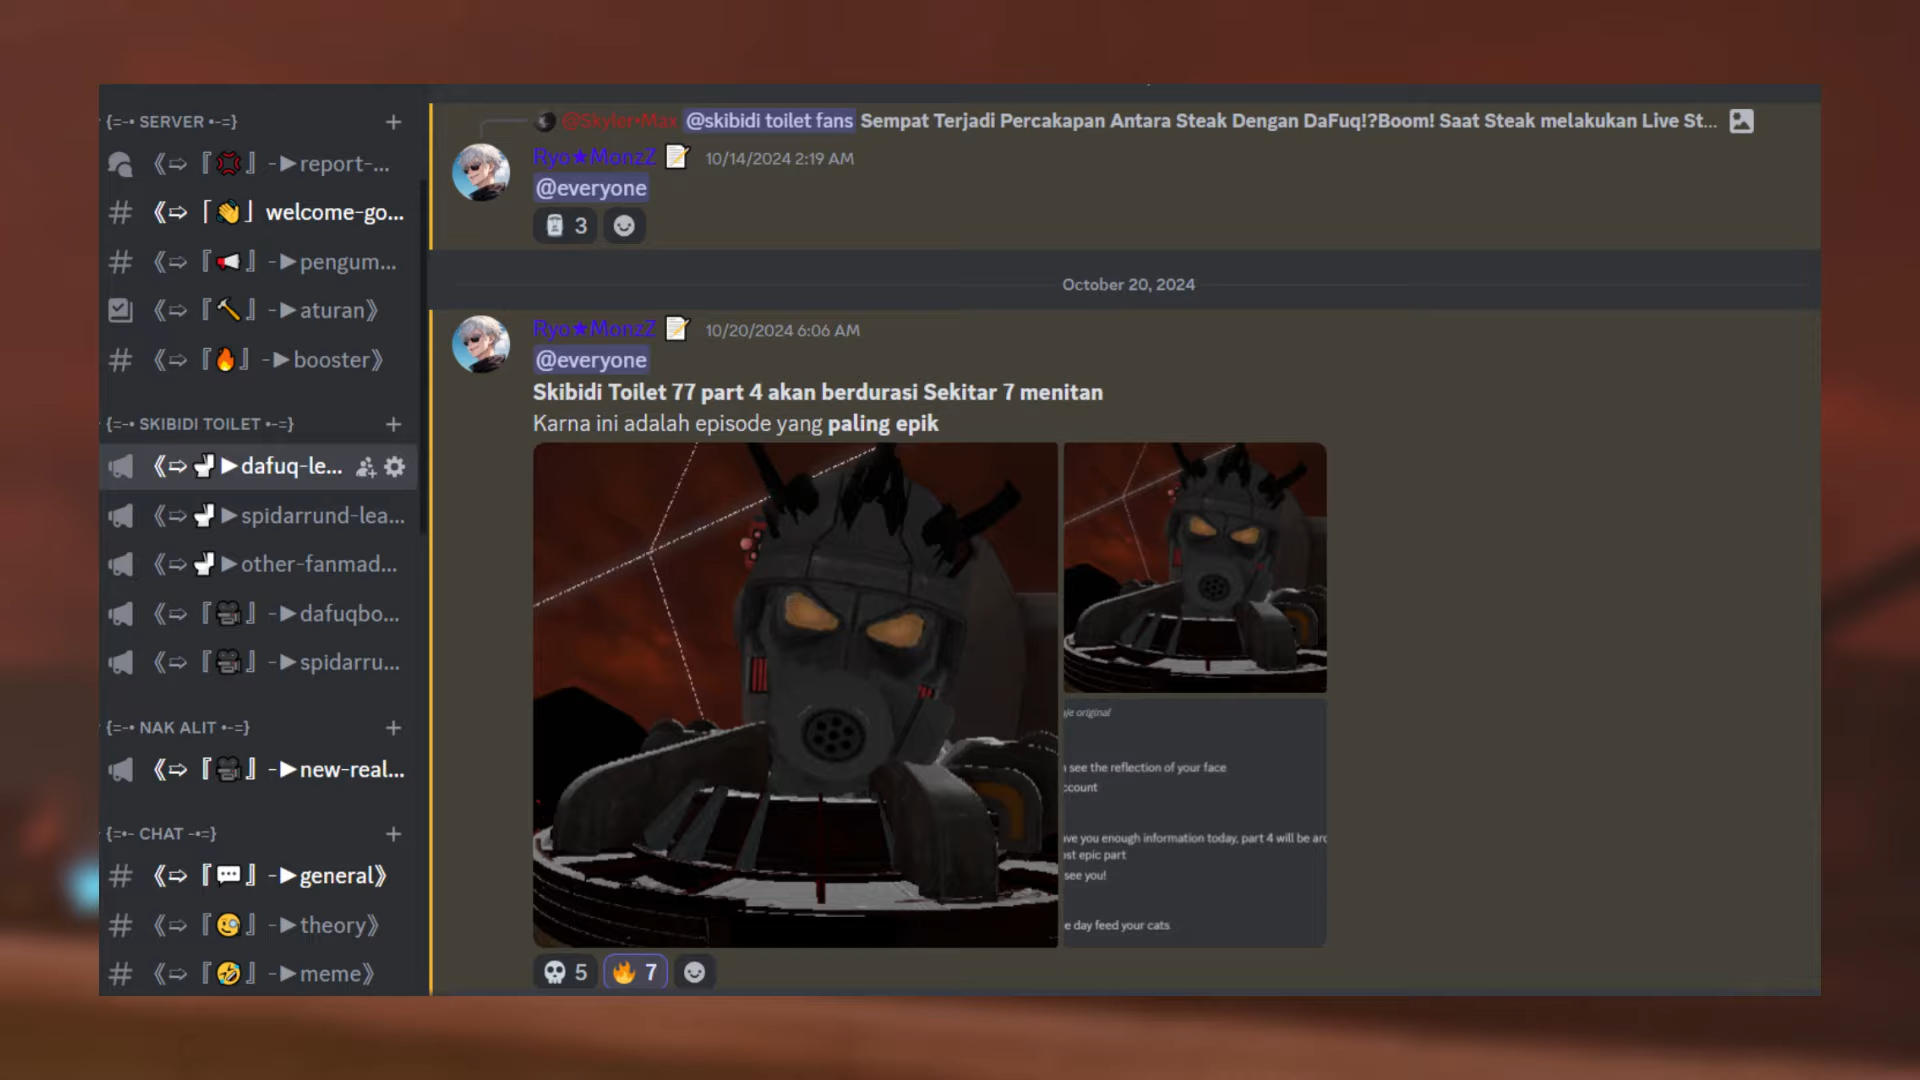 {=-• SERVER •-=}
《⇨『💢』-▶report-...
《⇨『👋』welcome-go...
《⇨『📢』-▶pengum...
《⇨『🔨』-▶aturan》
《⇨『🔥』-▶booster》
{=-• SKIBIDI TOILET •-=}
《⇨🚽▶dafuq-le...
《⇨🚽▶spidarrund-lea...
《⇨🚽▶other-fanmad...
《⇨『🎥』-▶dafuqbo...
《⇨『🎥』-▶spidarru...
{=-• NAK ALIT •-=}
《⇨『🎥』-▶new-real...
{=•- CHAT -•=}
《⇨『💬』-▶general》
《⇨『🧐』-▶theory》
《⇨『🤣』-▶meme》
@Skyler•Max @skibidi toilet fans Sempat Terjadi Percakapan Antara Steak Dengan DaFuq!?Boom! Saat Steak melakukan Live St...
Ryo★MonzZ 📝 10/14/2024 2:19 AM
@everyone
3
October 20, 2024
Ryo★MonzZ 📝 10/20/2024 6:06 AM
@everyone
Skibidi Toilet 77 part 4 akan berdurasi Sekitar 7 menitan
Karna ini adalah episode yang paling epik
original
see the reflection of your face
ccount
ave you enough information today, part 4 will be arc
st epic part
see you!
e day feed your cats
💀 5 🔥 7